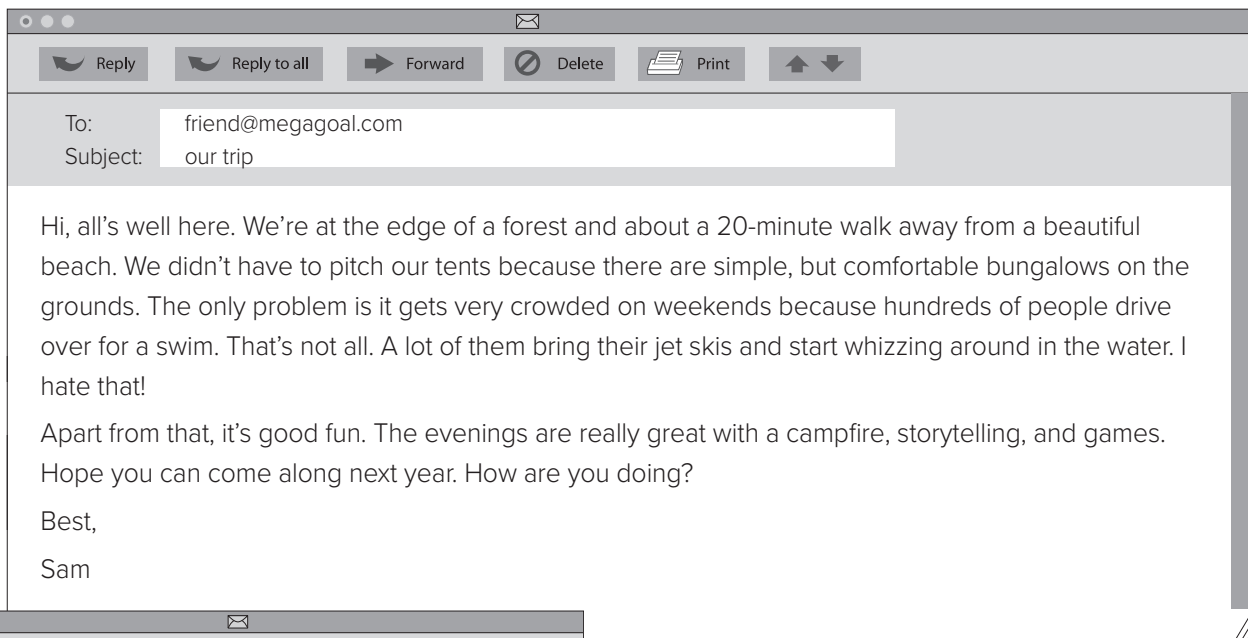 Reply Reply to all Forward Delete Print
To: friend@megagoal.com
Subject: our trip
Hi, all's well here. We're at the edge of a forest and about a 20-minute walk away from a beautiful
beach. We didn't have to pitch our tents because there are simple, but comfortable bungalows on the
grounds. The only problem is it gets very crowded on weekends because hundreds of people drive
over for a swim. That's not all. A lot of them bring their jet skis and start whizzing around in the water. I
hate that!
Apart from that, it's good fun. The evenings are really great with a campfire, storytelling, and games.
Hope you can come along next year. How are you doing?
Best,
Sam